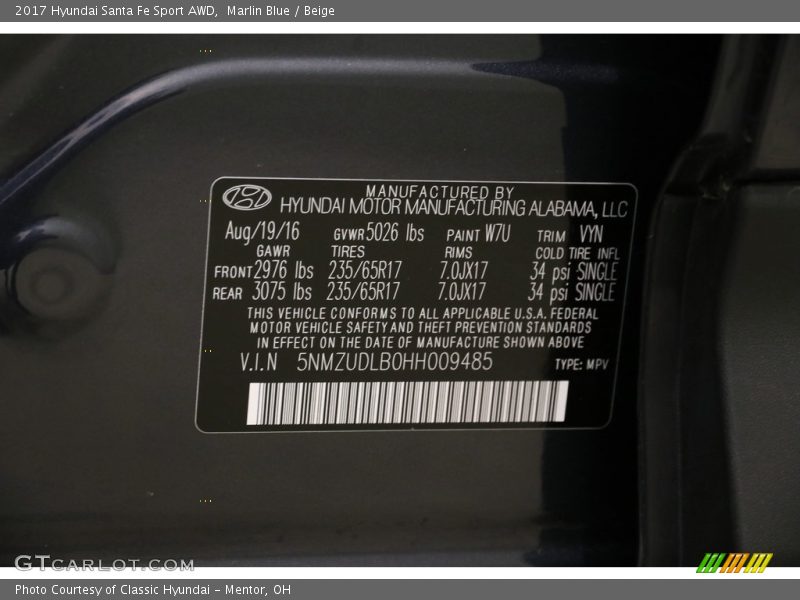 2017 Hyundai Santa Fe Sport AWD,  Marlin Blue / Beige
MANUFACTURED BY
HYUNDAI MOTOR MANUFACTURING ALABAMA, LLC
Aug/19/16 GVWR 5026 lbs PAINT W7U TRIM VYN
GAWR TIRES RIMS COLD TIRE INFL
FRONT 2976 lbs 235/65R17 7.0JX17 34 psi SINGLE
REAR 3075 lbs 235/65R17 7.0JX17 34 psi SINGLE
THIS VEHICLE CONFORMS TO ALL APPLICABLE U.S.A. FEDERAL
MOTOR VEHICLE SAFETY AND THEFT PREVENTION STANDARDS
IN EFFECT ON THE DATE OF MANUFACTURE SHOWN ABOVE
V.I.N 5NMZUDLB0HH009485 TYPE: MPV
GTCARLOT.COM
Photo Courtesy of Classic Hyundai - Mentor, OH